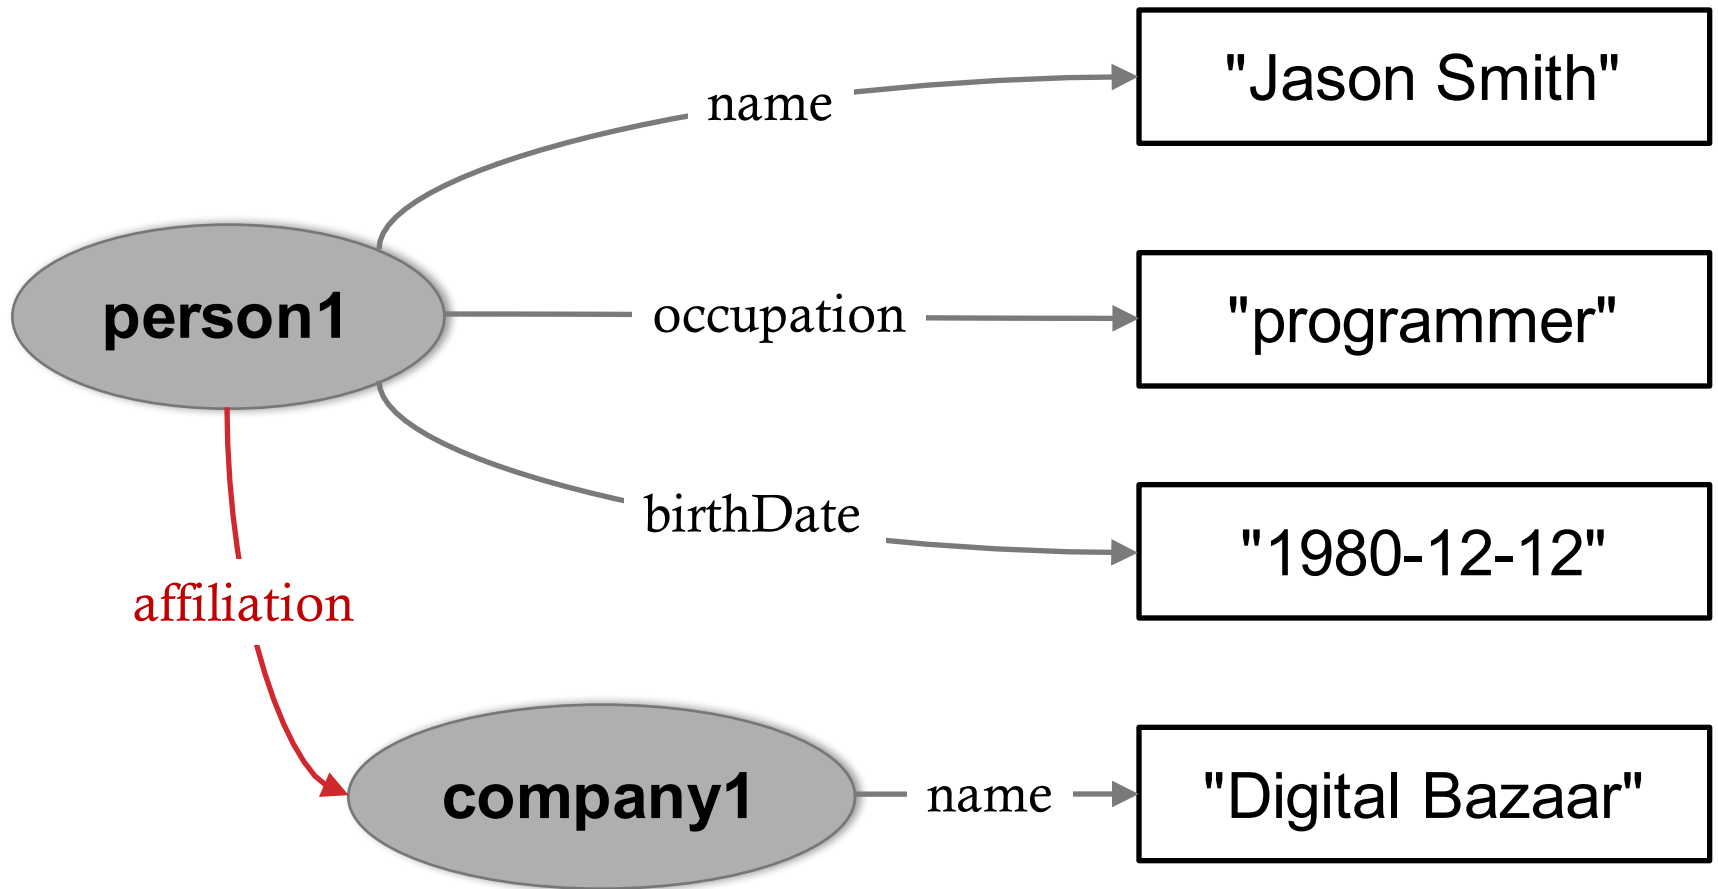 name
"Jason Smith"
person1
occupation
"programmer"
birthDate
"1980-12-12"
affiliation
company1
name
"Digital Bazaar"